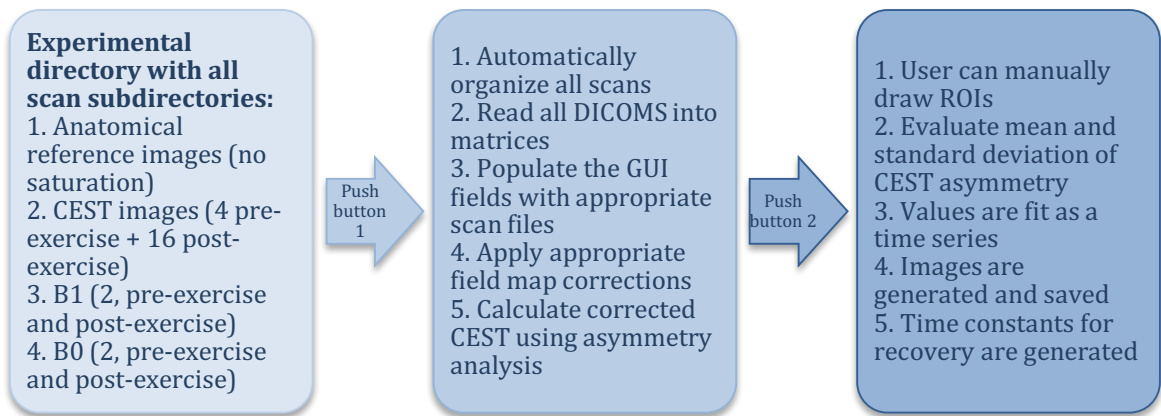 Experimental
directory with all
scan subdirectories:
1. Anatomical
reference images (no
saturation)
2. CEST images (4 pre-
exercise + 16 post-
exercise)
3. B1 (2, pre-exercise
and post-exercise)
4. B0 (2, pre-exercise
and post-exercise)
Push
button
1
1. Automatically
organize all scans
2. Read all DICOMS into
matrices
3. Populate the GUI
fields with appropriate
scan files
4. Apply appropriate
field map corrections
5. Calculate corrected
CEST using asymmetry
analysis
Push
button 2
1. User can manually
draw ROIs
2. Evaluate mean and
standard deviation of
CEST asymmetry
3. Values are fit as a
time series
4. Images are
generated and saved
5. Time constants for
recovery are generated